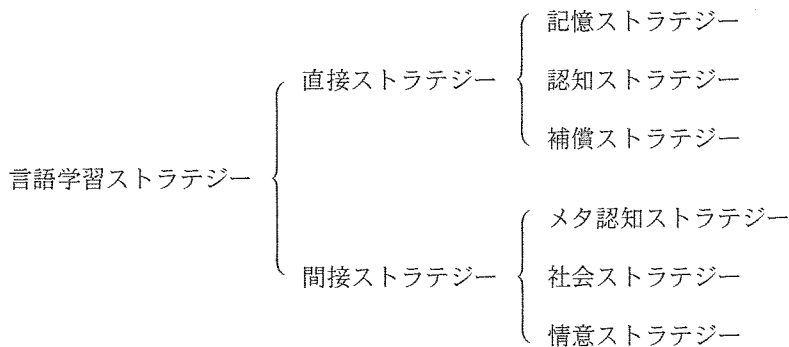 記憶ストラテジー
直接ストラテジー
認知ストラテジー
補償ストラテジー
言語学習ストラテジー
メタ認知ストラテジー
間接ストラテジー
社会ストラテジー
情意ストラテジー